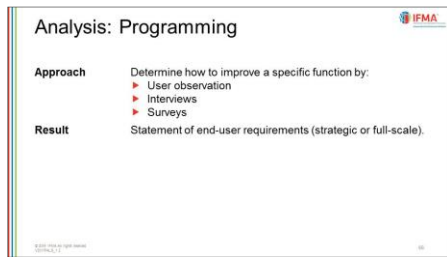 IFMA
Analysis: Programming
Approach
Determine how to improve a specific function by:
User observation
Interviews
Surveys
Result
Statement of end-user requirements (strategic or full-scale).